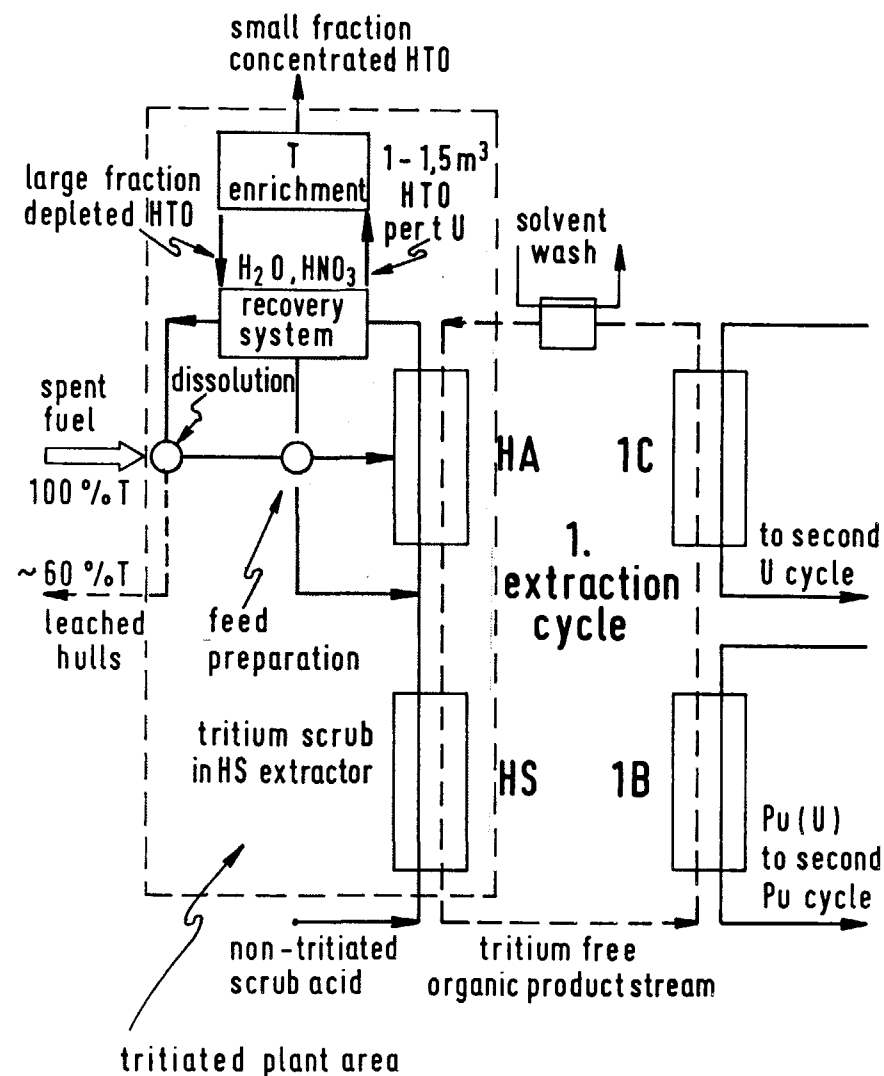 small fraction
concentrated HTO
T
enrichment
1-1,5m³
HTO
per t U
large fraction
depleted HTO
H₂O, HNO₃
recovery
system
solvent
wash
dissolution
spent
fuel
100 % T
HA
1C
~ 60 % T
leached
hulls
feed
preparation
1.
extraction
cycle
to second
U cycle
tritium scrub
in HS extractor
HS
1B
Pu (U)
to second
Pu cycle
non-tritiated
scrub acid
tritium free
organic product stream
tritiated plant area